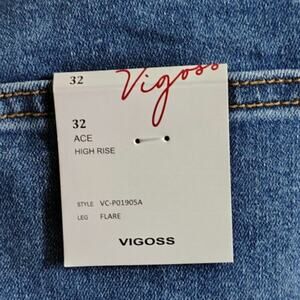 32
Vigoss
32
ACE
HIGH RISE
STYLE VC-P01905A
LEG FLARE
VIGOSS